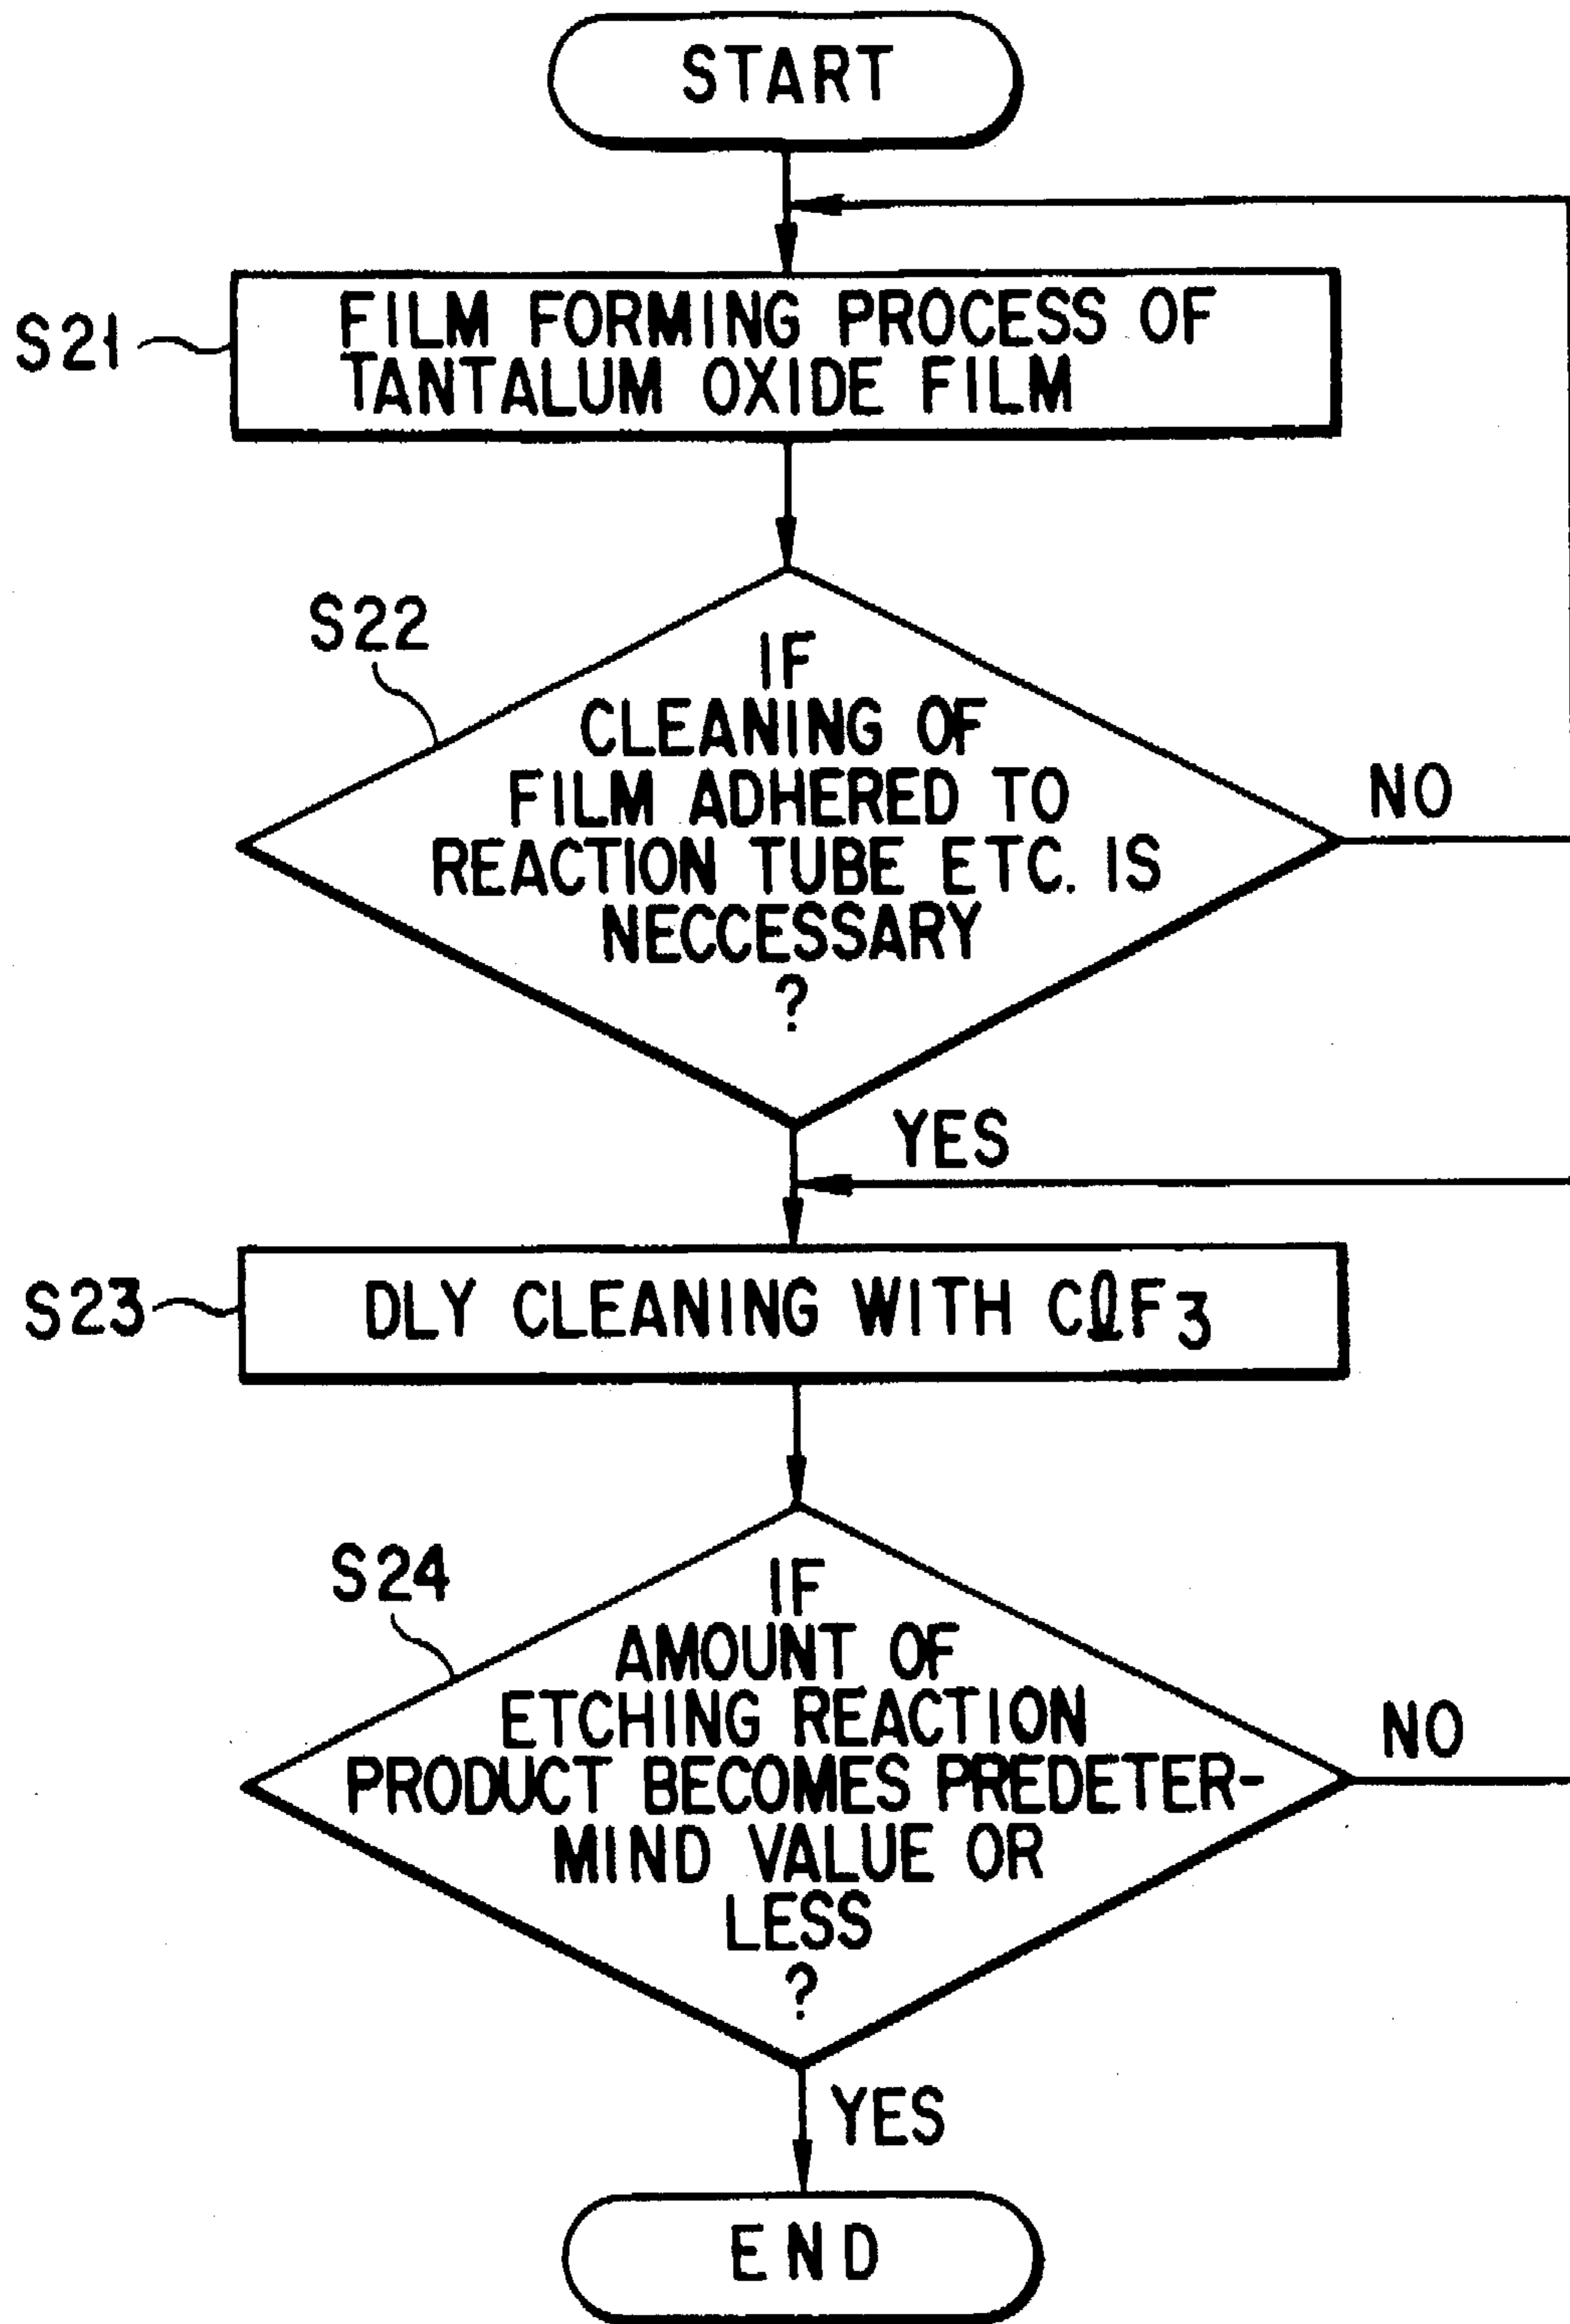 START
S21
FILM FORMING PROCESS OF
TANTALUM OXIDE FILM
S22
IF
CLEANING OF
FILM ADHERED TO
REACTION TUBE ETC. IS
NECCESSARY
?
NO
YES
S23
DLY CLEANING WITH CℓF3
S24
IF
AMOUNT OF
ETCHING REACTION
PRODUCT BECOMES PREDETER-
MIND VALUE OR
LESS
?
NO
YES
END